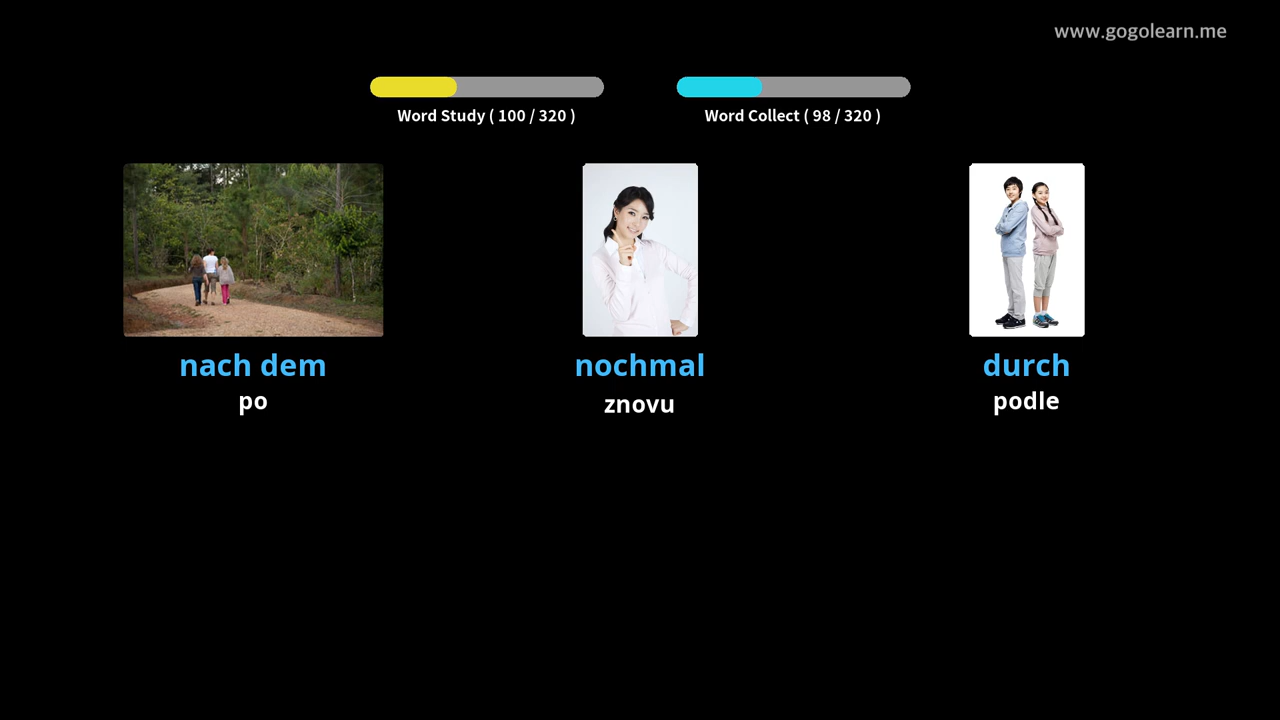 www.gogolearn.me
Word Study ( 100 / 320 )
Word Collect ( 98 / 320 )
nach dem
po
nochmal
znovu
durch
podle